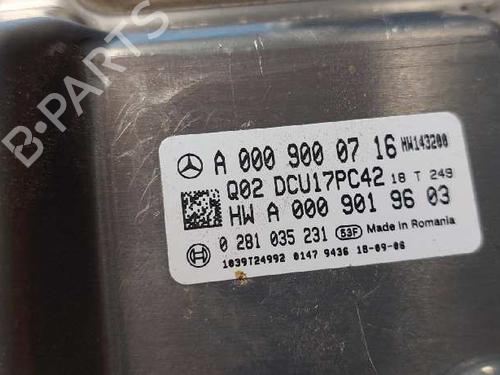 A 000 900 07 16 HW143200
Q02 DCU17PC42 18 T 249
HW A 000 901 96 03
0 281 035 231 53F Made in Romania
1039T24992 0147 9436 18-09-06
B-PARTS